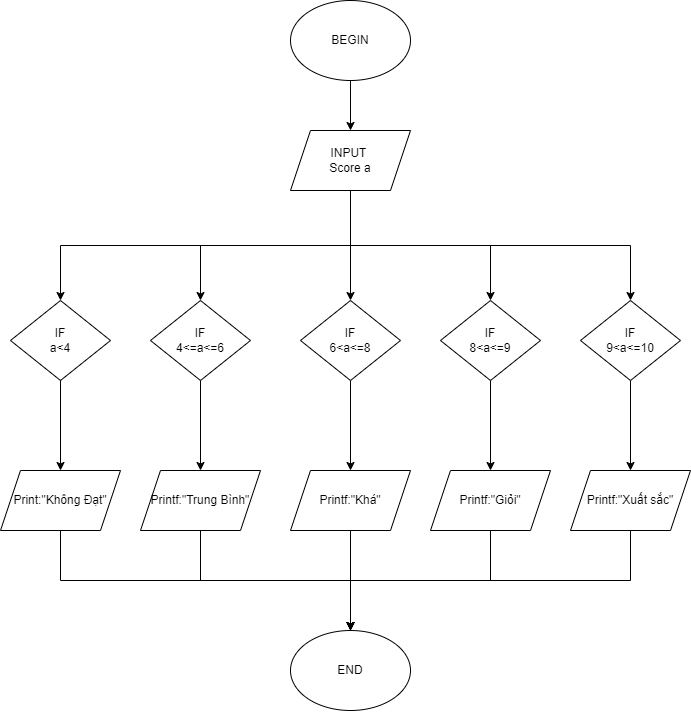 BEGIN
INPUT
Score a
IF
a<4
IF
4<=a<=6
IF
6<a<=8
IF
8<a<=9
IF
9<a<=10
Print:"Không Đạt"
Printf:"Trung Bình"
Printf:"Khá"
Printf:"Giỏi"
Printf:"Xuất sắc"
END